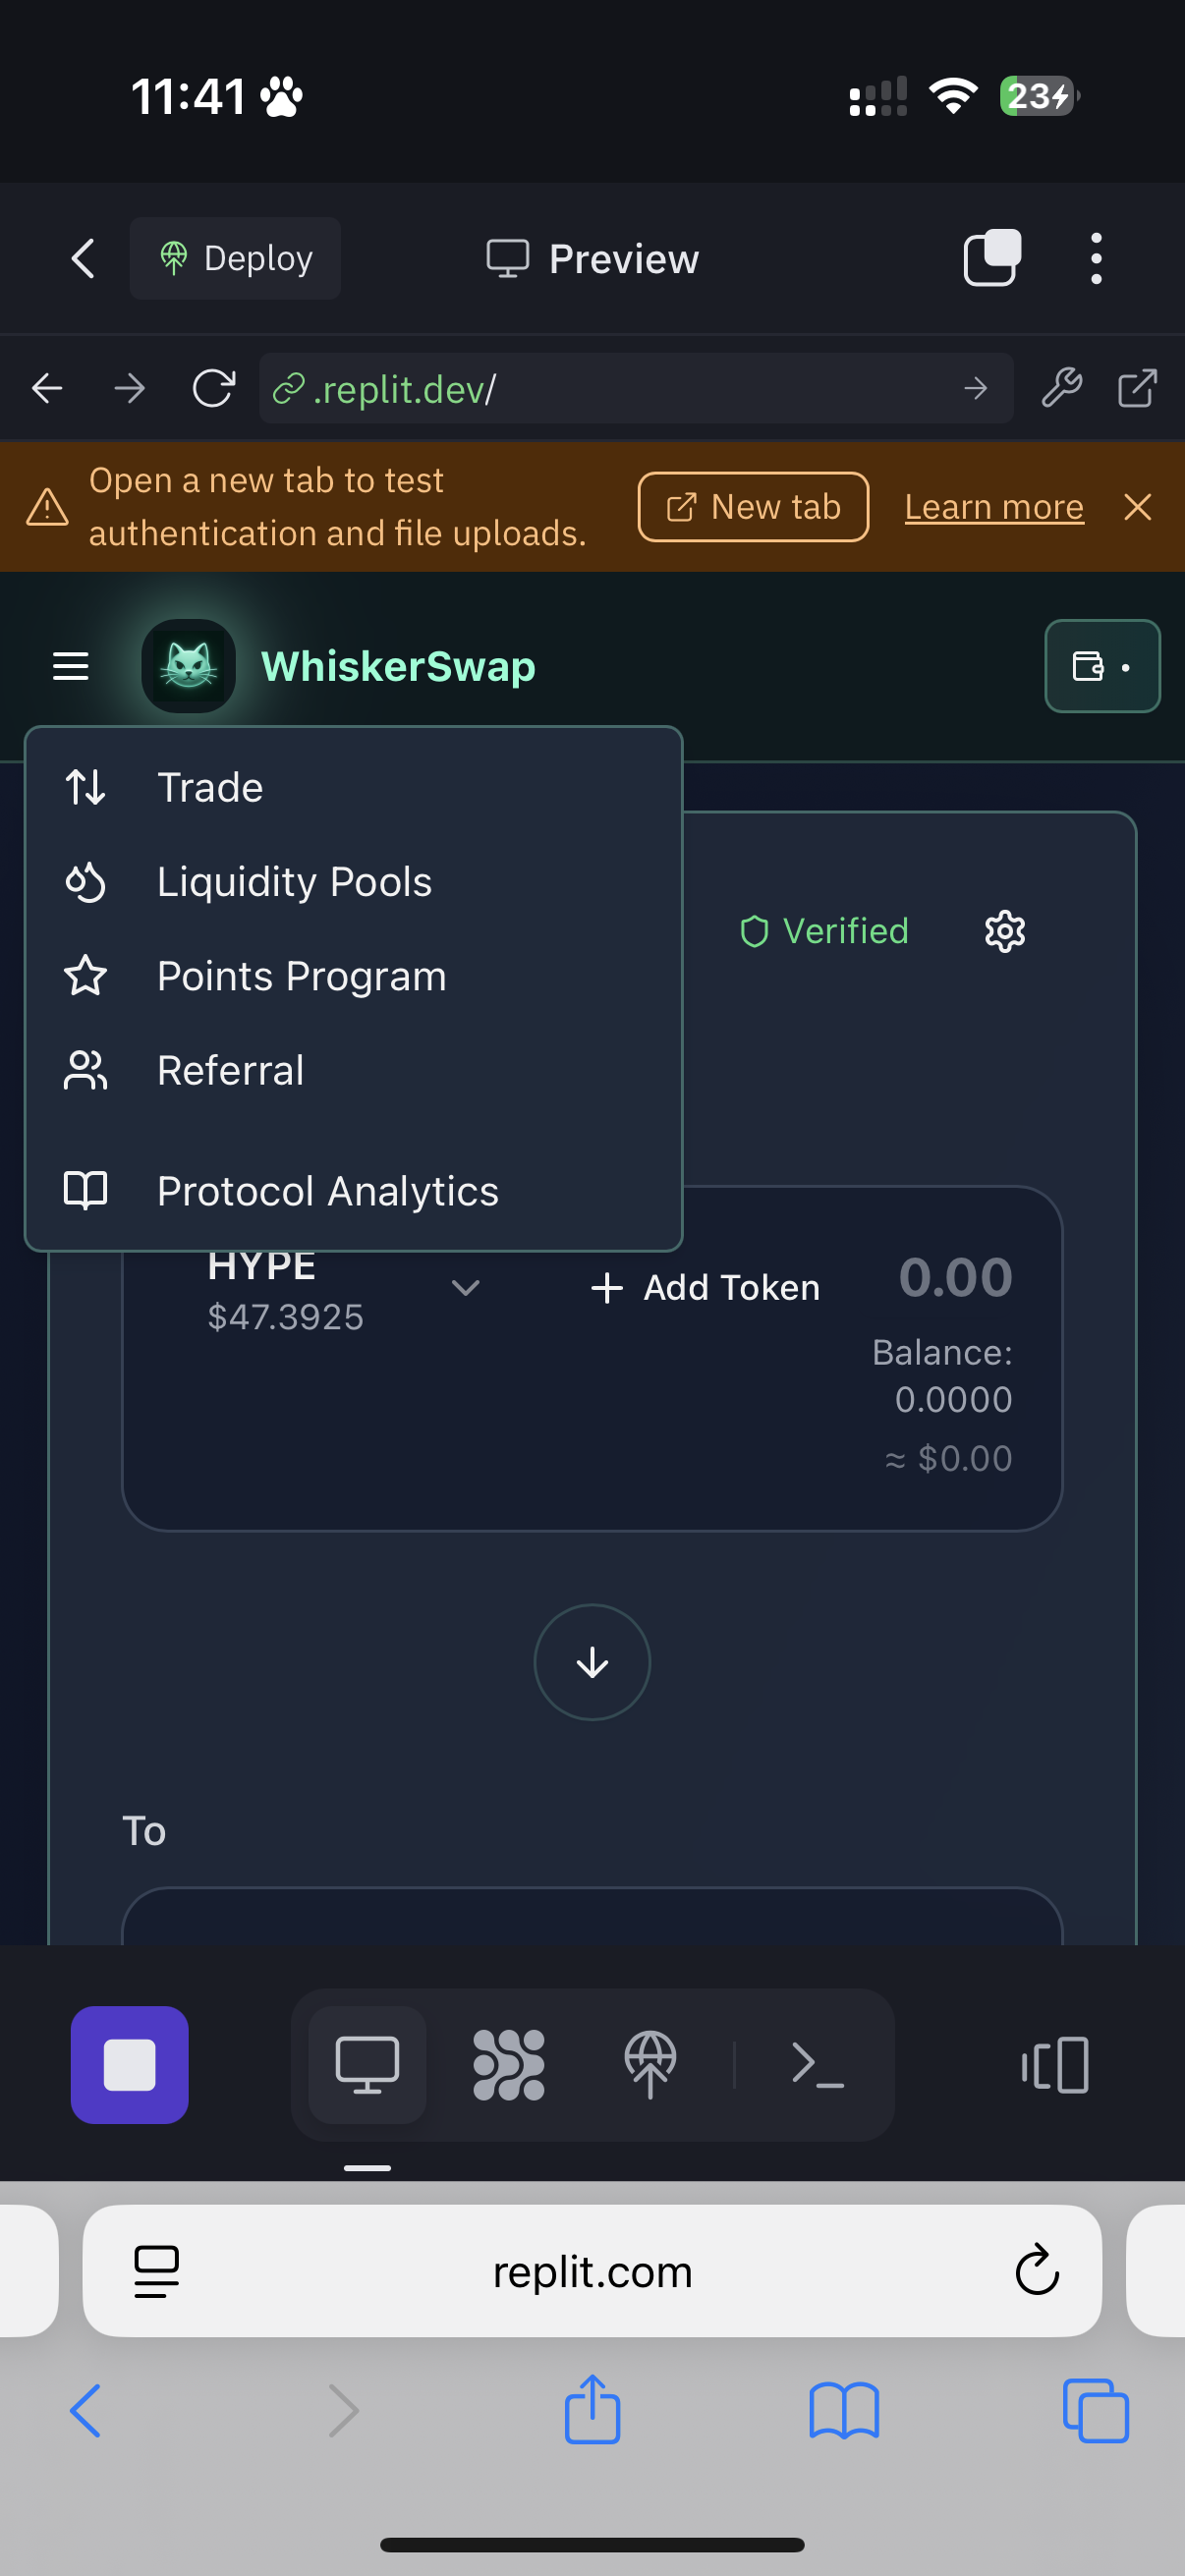 11:41
23
Deploy
Preview
.replit.dev/
Open a new tab to test
authentication and file uploads.
New tab
Learn more
WhiskerSwap
Trade
Liquidity Pools
Points Program
Referral
Protocol Analytics
Verified
HYPE
$47.3925
Add Token
0.00
Balance:
0.0000
≈ $0.00
To
replit.com